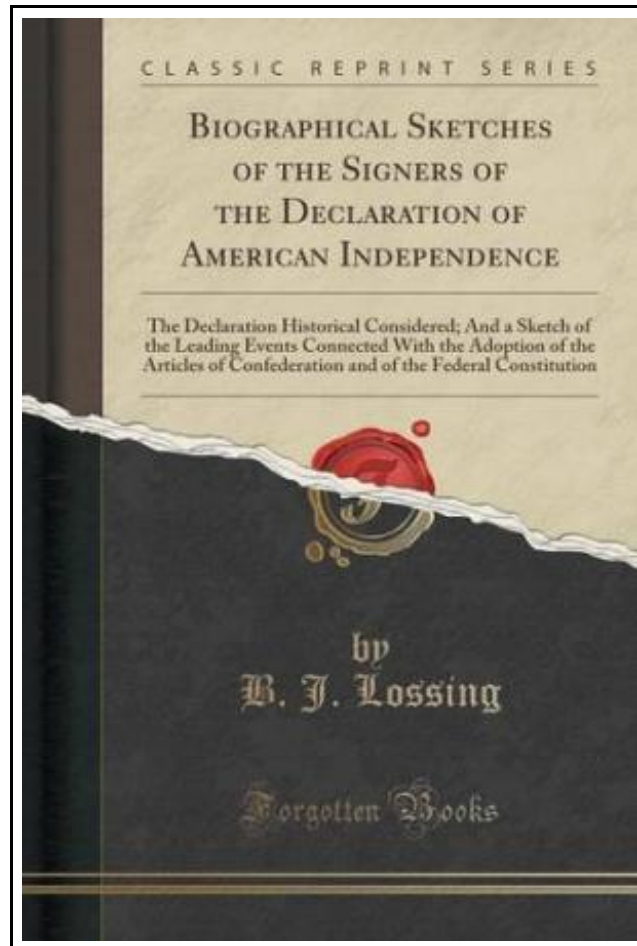 CLASSIC REPRINT SERIES
BIOGRAPHICAL SKETCHES
OF THE SIGNERS OF
THE DECLARATION OF
AMERICAN INDEPENDENCE
The Declaration Historical Considered; And a Sketch of
the Leading Events Connected With the Adoption of the
Articles of Confederation and of the Federal Constitution
by
B. J. Lossing
Forgotten Books